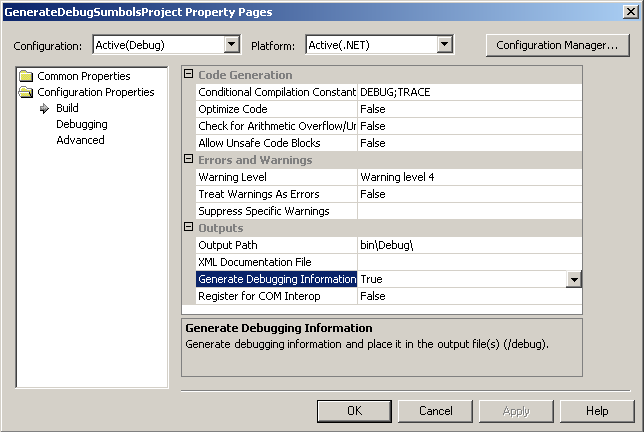 GenerateDebugSumbolsProject Property Pages
Configuration: Active(Debug) Platform: Active(.NET) Configuration Manager...
Common Properties
Configuration Properties
Build
Debugging
Advanced
Code Generation
Conditional Compilation Constant DEBUG;TRACE
Optimize Code False
Check for Arithmetic Overflow/Ur False
Allow Unsafe Code Blocks False
Errors and Warnings
Warning Level Warning level 4
Treat Warnings As Errors False
Suppress Specific Warnings
Outputs
Output Path bin\Debug\
XML Documentation File
Generate Debugging Information True
Register for COM Interop False
Generate Debugging Information
Generate debugging information and place it in the output file(s) (/debug).
OK Cancel Apply Help